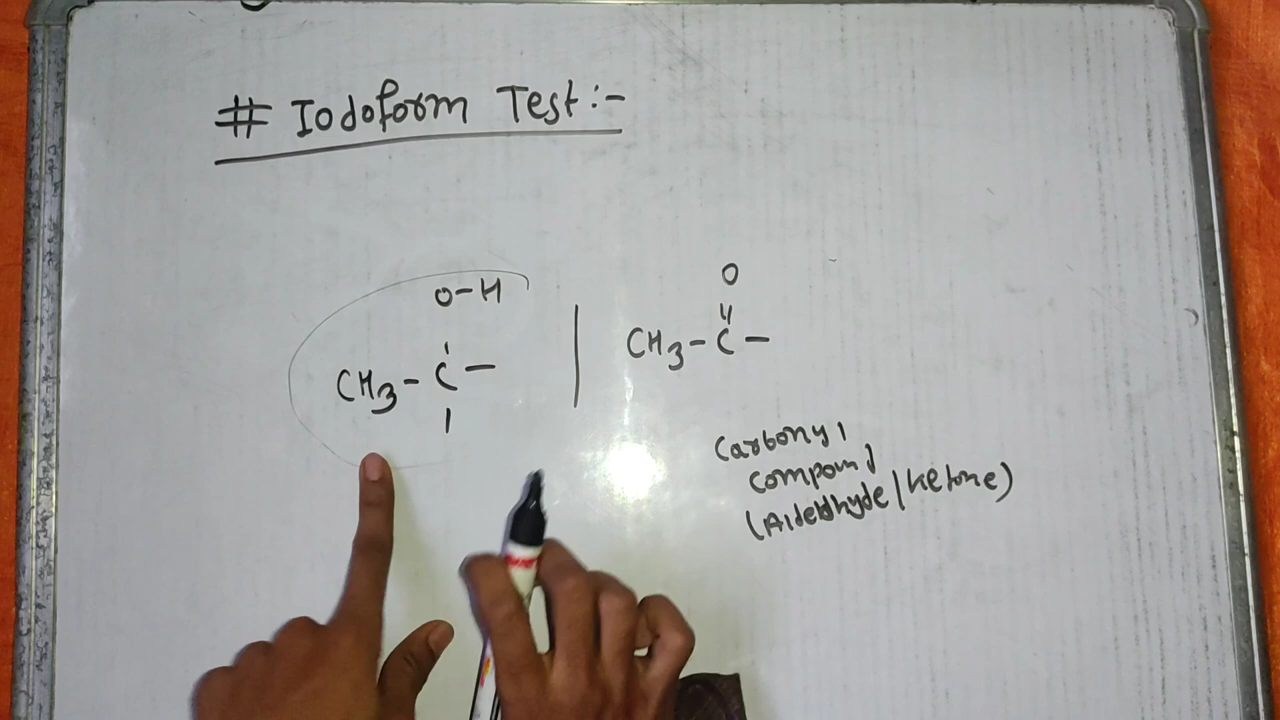 # Iodoform Test:-
O-H
CH3-C-
O
CH3-C-
Carbonyl
compound
(Aldehyde/Ketone)